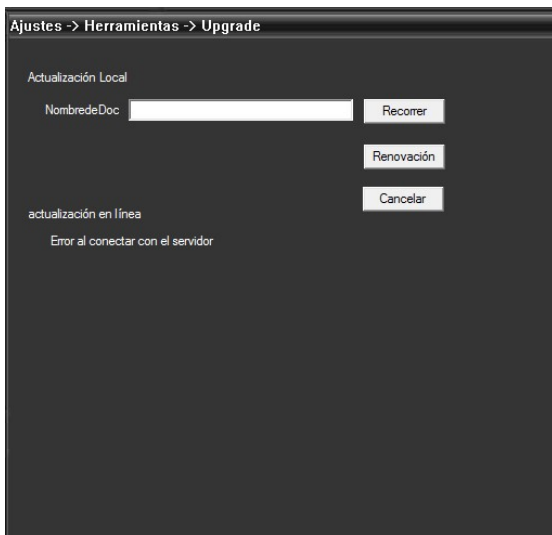 Ajustes -> Herramientas -> Upgrade
Actualización Local
NombredeDoc
Recorrer
Renovación
Cancelar
actualización en línea
Error al conectar con el servidor